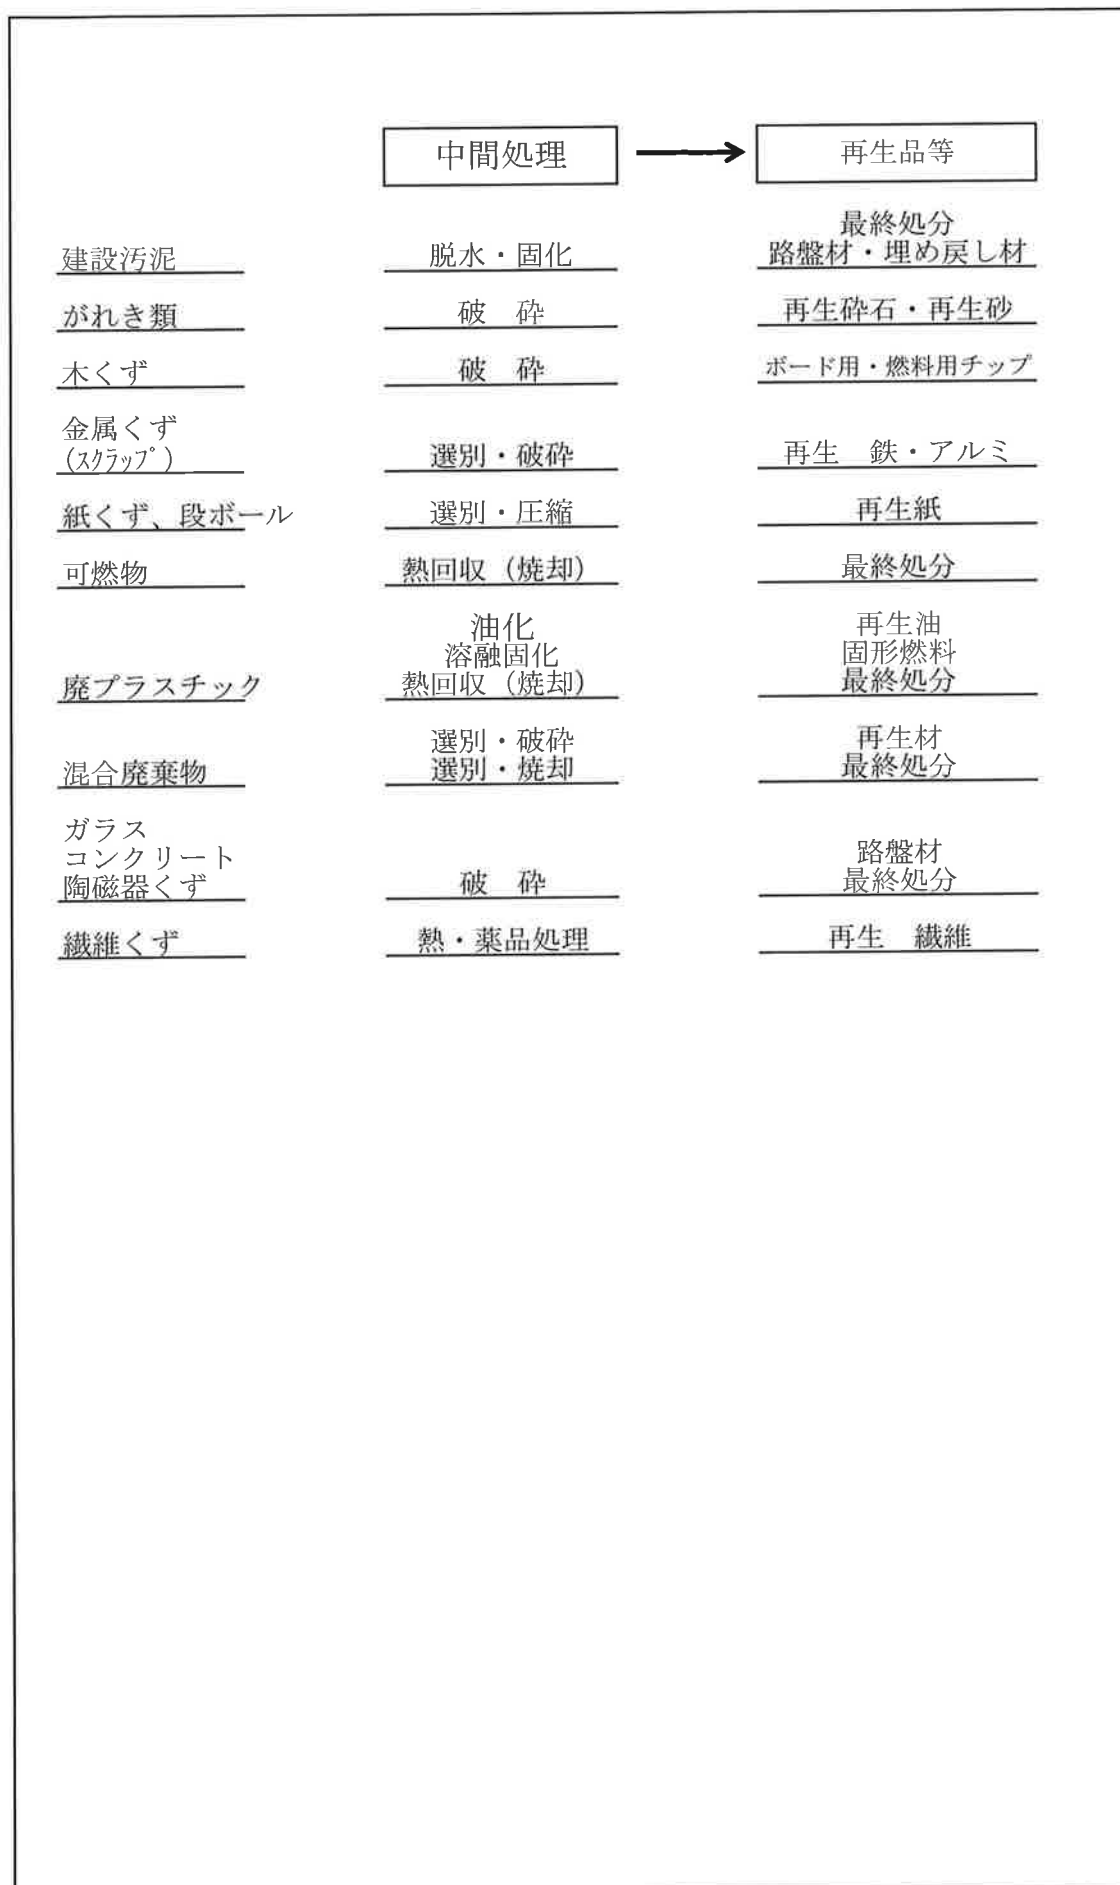 中間処理 → 再生品等
最終処分
建設汚泥 脱水・固化 路盤材・埋め戻し材
がれき類 破　砕 再生砕石・再生砂
木くず 破　砕 ボード用・燃料用チップ
金属くず
(ｽｸﾗｯﾌﾟ) 選別・破砕 再生　鉄・アルミ
紙くず、段ボール 選別・圧縮 再生紙
可燃物 熱回収（焼却） 最終処分
油化 再生油
溶融固化 固形燃料
廃プラスチック 熱回収（焼却） 最終処分
選別・破砕 再生材
混合廃棄物 選別・焼却 最終処分
ガラス
コンクリート 路盤材
陶磁器くず 破　砕 最終処分
繊維くず 熱・薬品処理 再生　繊維